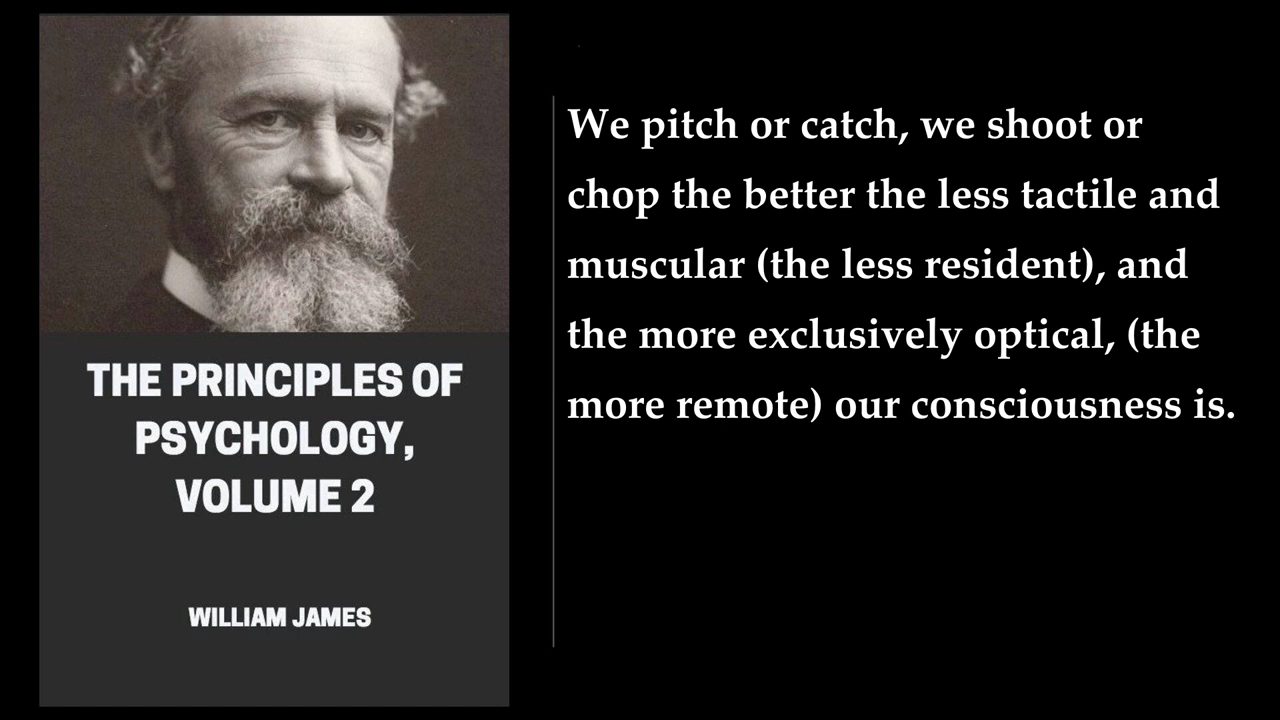 THE PRINCIPLES OF
PSYCHOLOGY,
VOLUME 2
WILLIAM JAMES
We pitch or catch, we shoot or
chop the better the less tactile and
muscular (the less resident), and
the more exclusively optical, (the
more remote) our consciousness is.